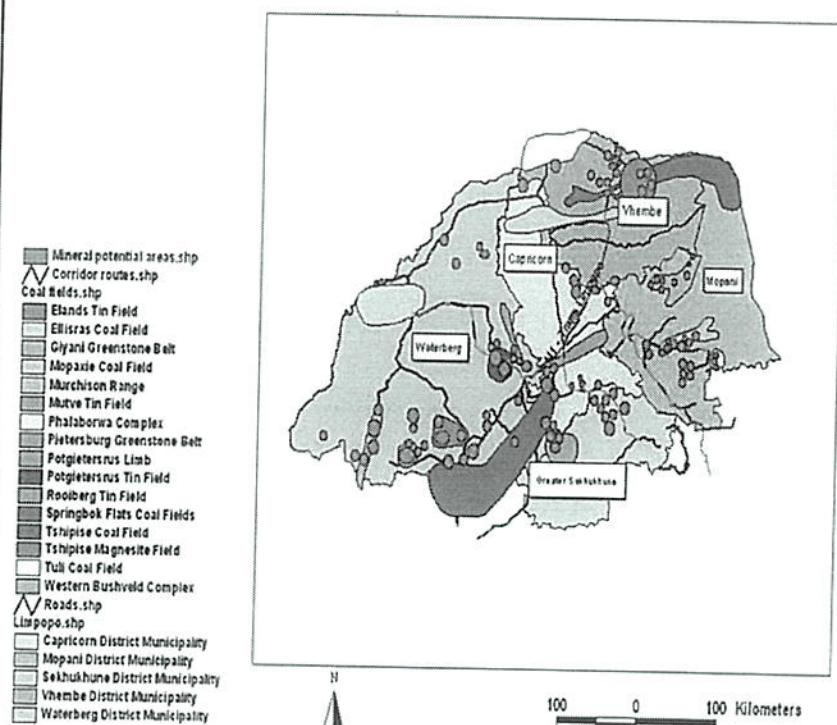 Mineral potential areas.shp
Corridor routes.shp
Coal fields.shp
Elands Tin Field
Ellisras Coal Field
Giyani Greenstone Belt
Mopaxie Coal Field
Murchison Range
Mutve Tin Field
Phalaborwa Complex
Pietersburg Greenstone Belt
Potgietersrus Limb
Potgietersrus Tin Field
Rooiberg Tin Field
Springbok Flats Coal Fields
Tshipise Coal Field
Tshipise Magnesite Field
Tuli Coal Field
Western Bushveld Complex
Roads.shp
Limpopo.shp
Capricorn District Municipality
Mopani District Municipality
Sekhukhune District Municipality
Vhembe District Municipality
Waterberg District Municipality
Vhembe
Capricorn
Mopani
Waterberg
Greater Sekhukhune
N
100 0 100 Kilometers